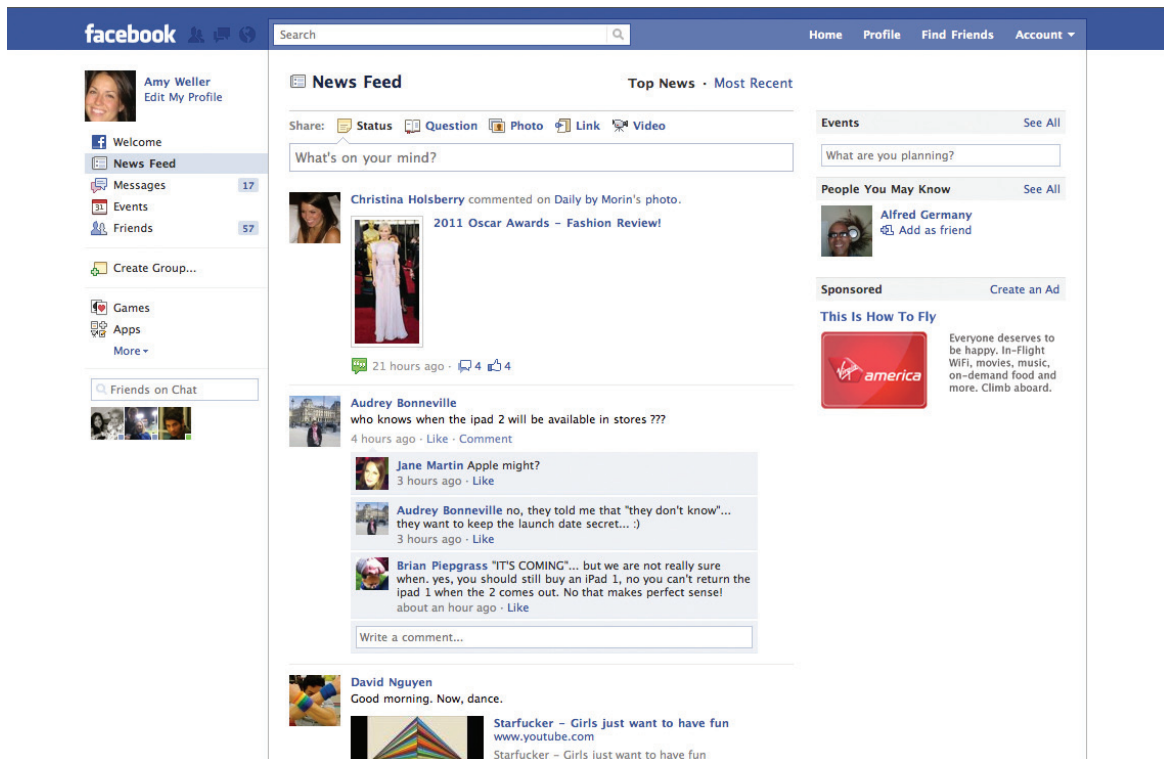 facebook
Search
Home Profile Find Friends Account
Amy Weller
Edit My Profile
Welcome
News Feed
Messages 17
31 Events
Friends 57
Create Group...
Games
Apps
More
Friends on Chat
News Feed
Top News · Most Recent
Share: Status Question Photo Link Video
What's on your mind?
Christina Holsberry commented on Daily by Morin's photo.
2011 Oscar Awards – Fashion Review!
21 hours ago · 4 4
Audrey Bonneville
who knows when the ipad 2 will be available in stores ???
4 hours ago · Like · Comment
Jane Martin Apple might?
3 hours ago · Like
Audrey Bonneville no, they told me that "they don't know"...
they want to keep the launch date secret... :)
3 hours ago · Like
Brian Piepgrass "IT'S COMING"... but we are not really sure
when. yes, you should still buy an iPad 1, no you can't return the
ipad 1 when the 2 comes out. No that makes perfect sense!
about an hour ago · Like
Write a comment...
David Nguyen
Good morning. Now, dance.
Starfucker – Girls just want to have fun
www.youtube.com
Starfucker – Girls just want to have fun
Events See All
What are you planning?
People You May Know See All
Alfred Germany
Add as friend
Sponsored Create an Ad
This Is How To Fly
america
Everyone deserves to
be happy. In-Flight
WiFi, movies, music,
on-demand food and
more. Climb aboard.